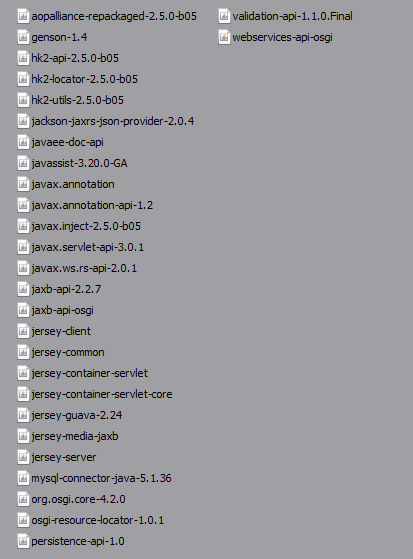 aopalliance-repackaged-2.5.0-b05
genson-1.4
hk2-api-2.5.0-b05
hk2-locator-2.5.0-b05
hk2-utils-2.5.0-b05
jackson-jaxrs-json-provider-2.0.4
javaee-doc-api
javassist-3.20.0-GA
javax.annotation
javax.annotation-api-1.2
javax.inject-2.5.0-b05
javax.servlet-api-3.0.1
javax.ws.rs-api-2.0.1
jaxb-api-2.2.7
jaxb-api-osgi
jersey-client
jersey-common
jersey-container-servlet
jersey-container-servlet-core
jersey-guava-2.24
jersey-media-jaxb
jersey-server
mysql-connector-java-5.1.36
org.osgi.core-4.2.0
osgi-resource-locator-1.0.1
persistence-api-1.0
validation-api-1.1.0.Final
webservices-api-osgi